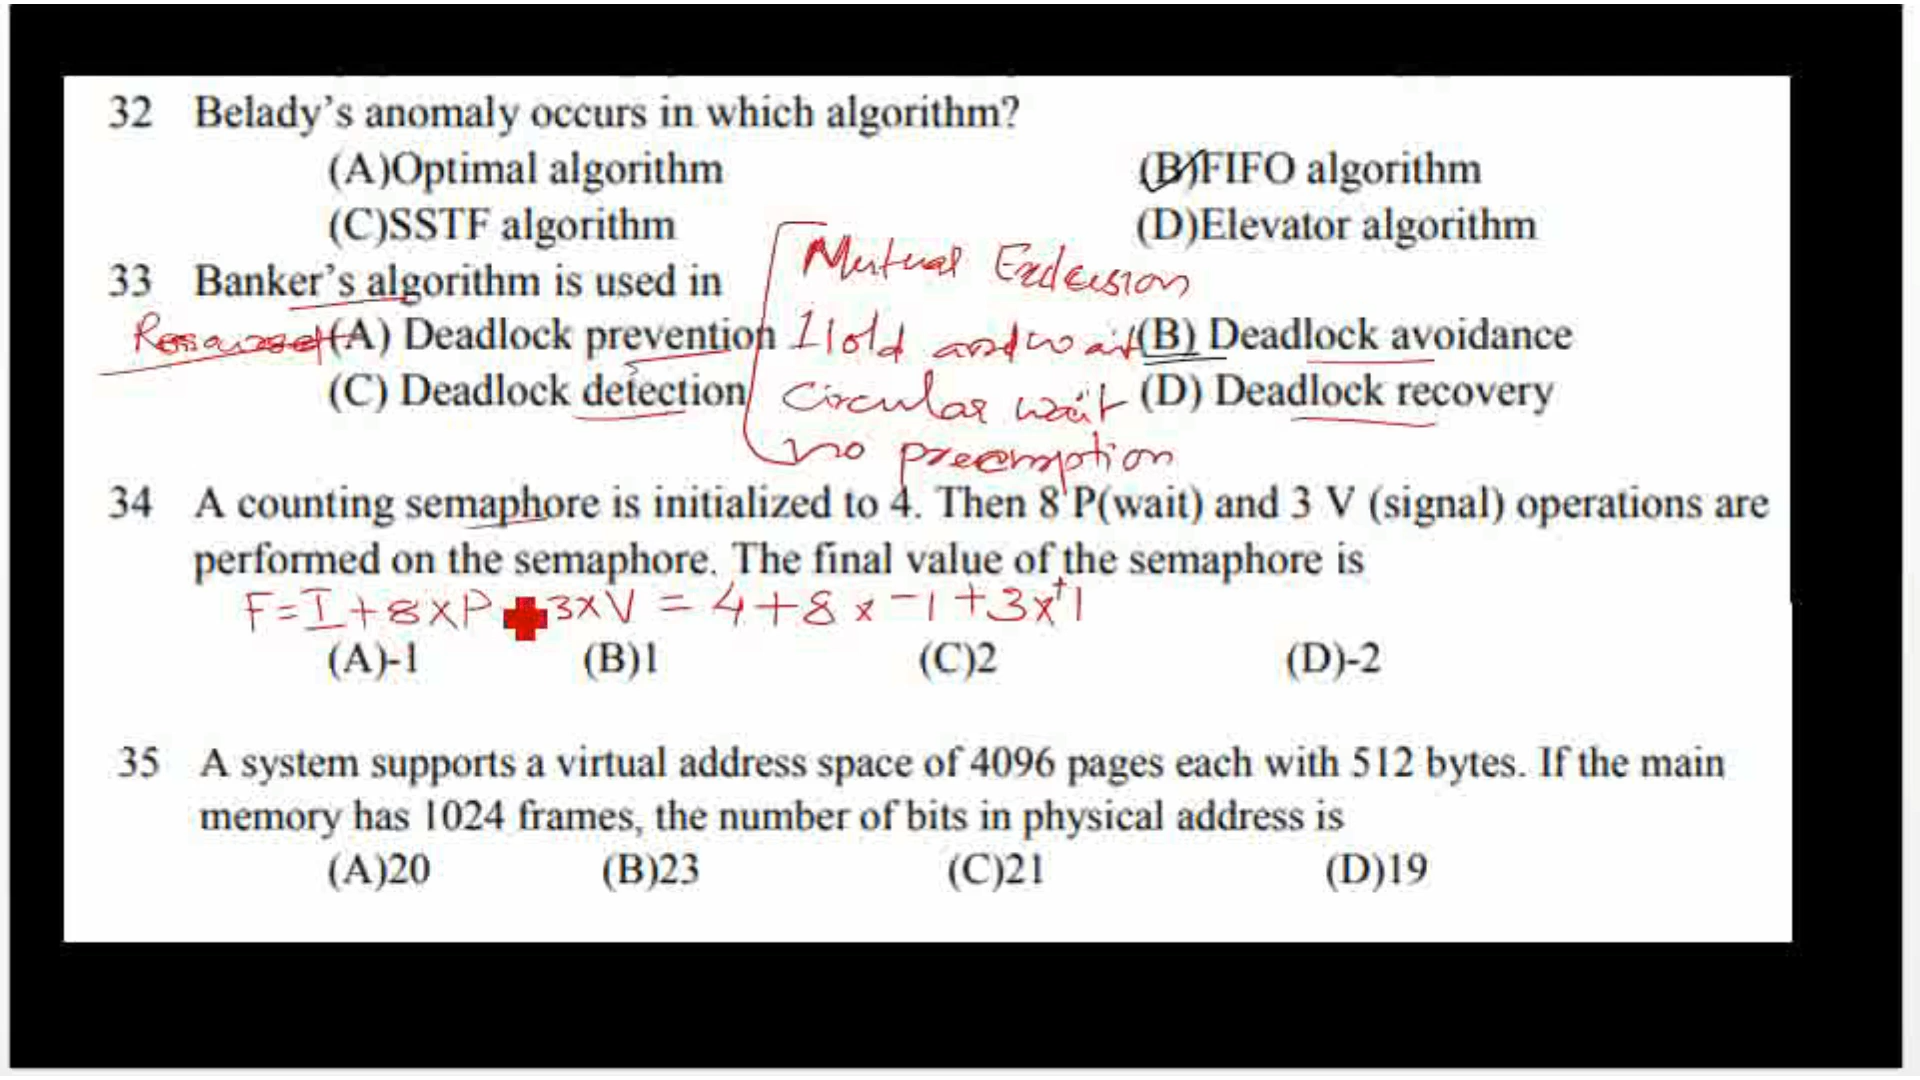 32 Belady's anomaly occurs in which algorithm?
(A)Optimal algorithm (B)FIFO algorithm
(C)SSTF algorithm (D)Elevator algorithm
Mutual Exclusion
33 Banker's algorithm is used in
(A) Deadlock prevention Hold and wait (B) Deadlock avoidance
(C) Deadlock detection Circular wait (D) Deadlock recovery
no preemption
34 A counting semaphore is initialized to 4. Then 8 P(wait) and 3 V (signal) operations are
performed on the semaphore. The final value of the semaphore is
F=I+8xP + 3xV = 4+8x-1+3x+1
(A)-1 (B)1 (C)2 (D)-2
35 A system supports a virtual address space of 4096 pages each with 512 bytes. If the main
memory has 1024 frames, the number of bits in physical address is
(A)20 (B)23 (C)21 (D)19